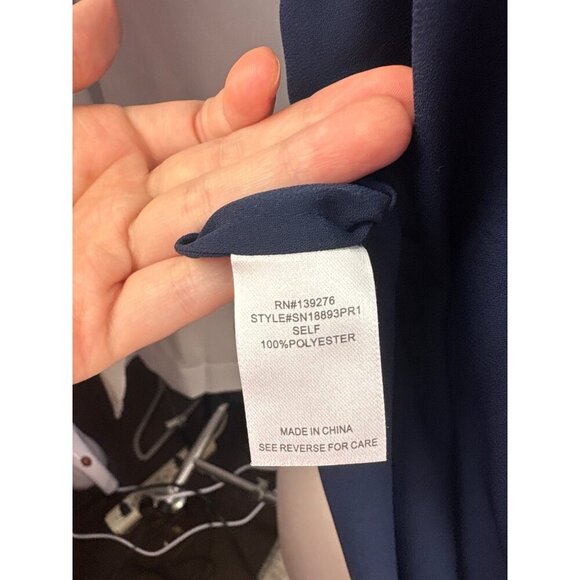 RN#139276
STYLE#SN18893PR1
SELF
100%POLYESTER
MADE IN CHINA
SEE REVERSE FOR CARE